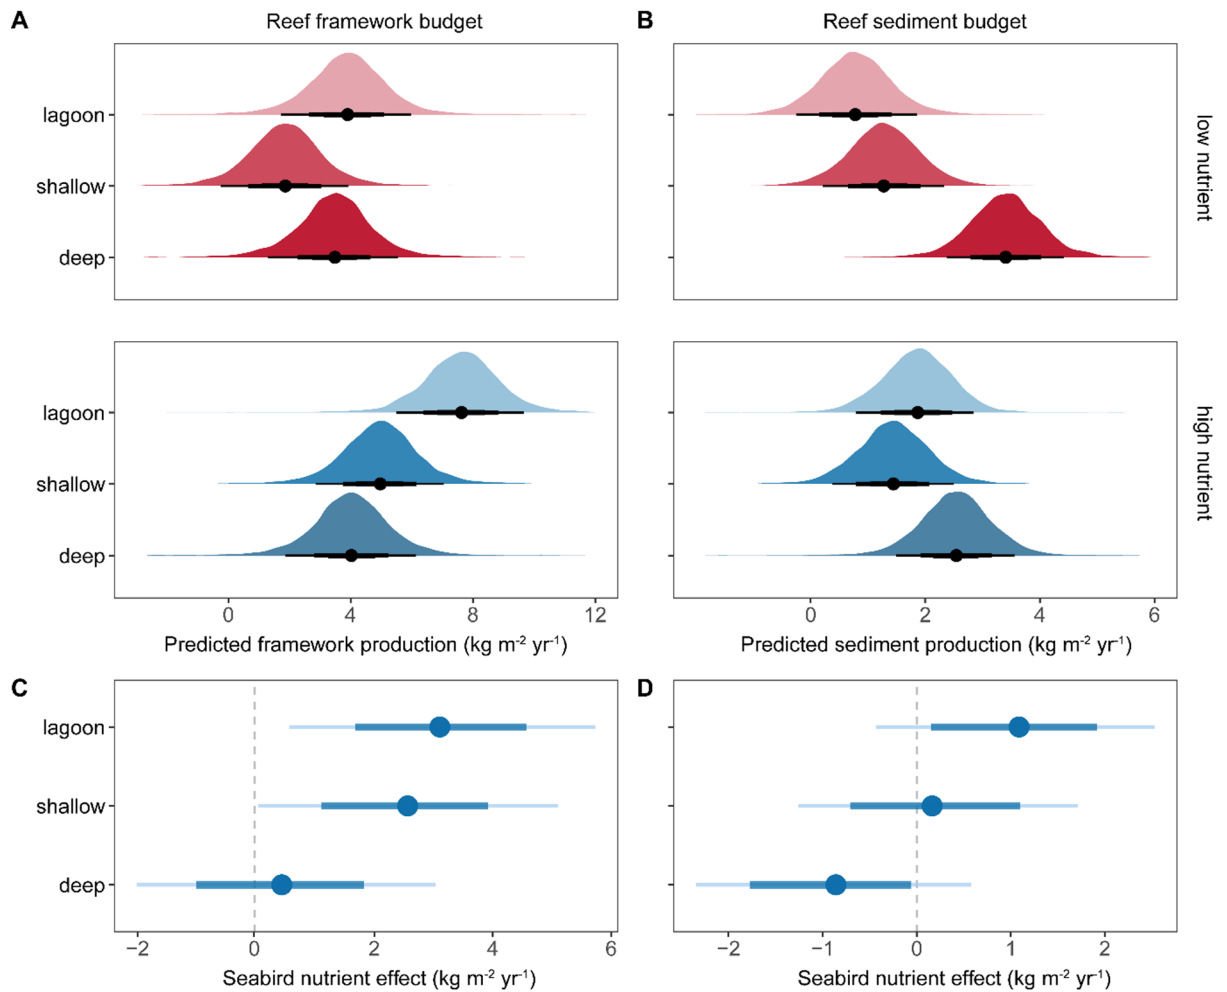 A Reef framework budget B Reef sediment budget
lagoon
shallow
deep
low nutrient
lagoon
shallow
deep
high nutrient
0 4 8 12 0 2 4 6
Predicted framework production (kg m⁻² yr⁻¹) Predicted sediment production (kg m⁻² yr⁻¹)
C D
lagoon
shallow
deep
−2 0 2 4 6 −2 −1 0 1 2
Seabird nutrient effect (kg m⁻² yr⁻¹) Seabird nutrient effect (kg m⁻² yr⁻¹)